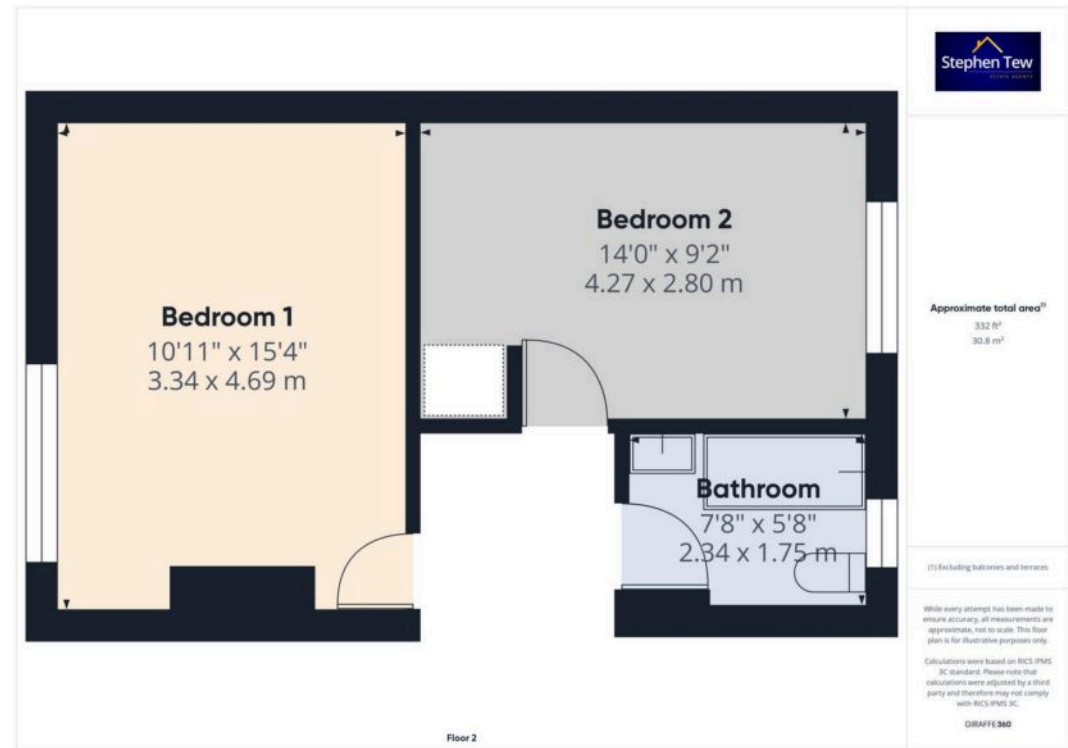 Stephen Tew
ESTATE AGENTS
Bedroom 1
10'11" x 15'4"
3.34 x 4.69 m
Bedroom 2
14'0" x 9'2"
4.27 x 2.80 m
Bathroom
7'8" x 5'8"
2.34 x 1.75 m
Floor 2
Approximate total area⁽¹⁾
332 ft²
30.8 m²
(1) Excluding balconies and terraces
While every attempt has been made to
ensure accuracy, all measurements are
approximate, not to scale. This floor
plan is for illustrative purposes only.
Calculations were based on RICS IPMS
3C standard. Please note that
calculations were adjusted by a third
party and therefore may not comply
with RICS IPMS 3C.
GIRAFFE360